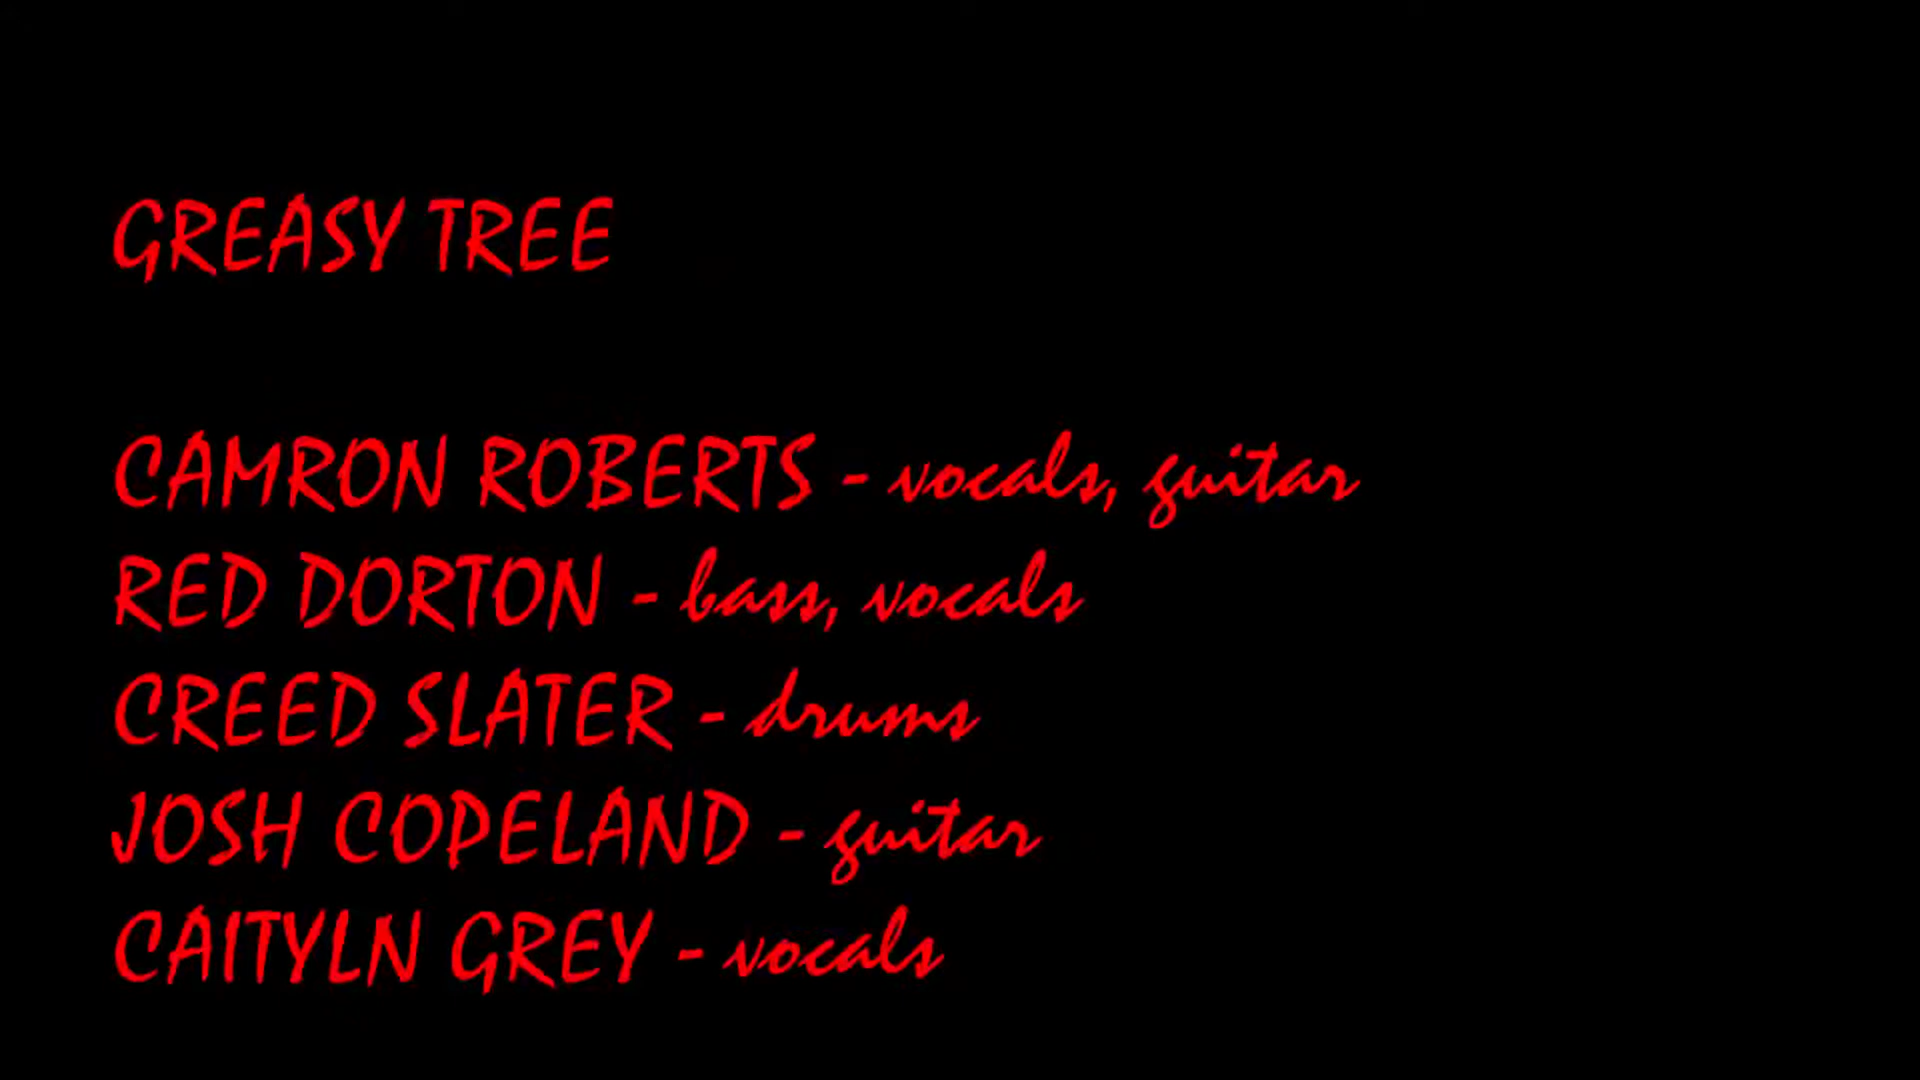 GREASY TREE
CAMRON ROBERTS - vocals, guitar
RED DORTON - bass, vocals
CREED SLATER - drums
JOSH COPELAND - guitar
CAITYLN GREY - vocals